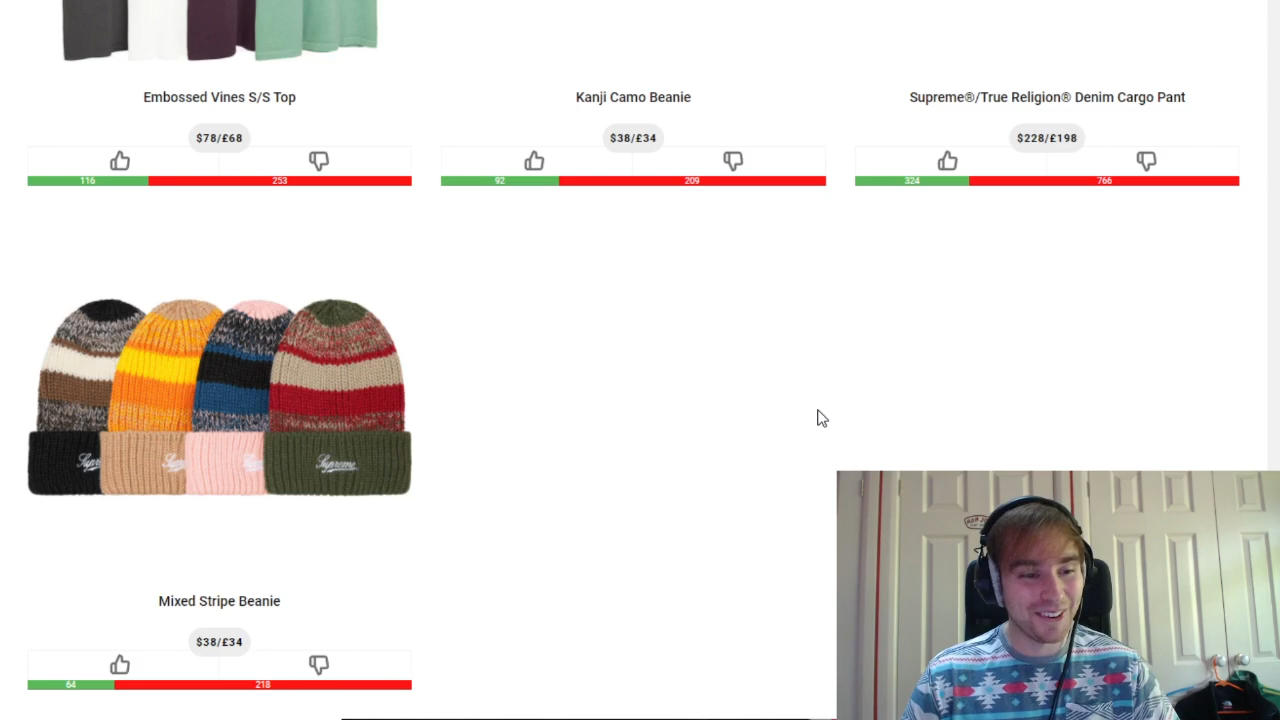 Embossed Vines S/S Top
Kanji Camo Beanie
Supreme®/True Religion® Denim Cargo Pant
$78/£68
$38/£34
$228/£198
116 253
92 209
324 766
Supreme
Mixed Stripe Beanie
$38/£34
64 218